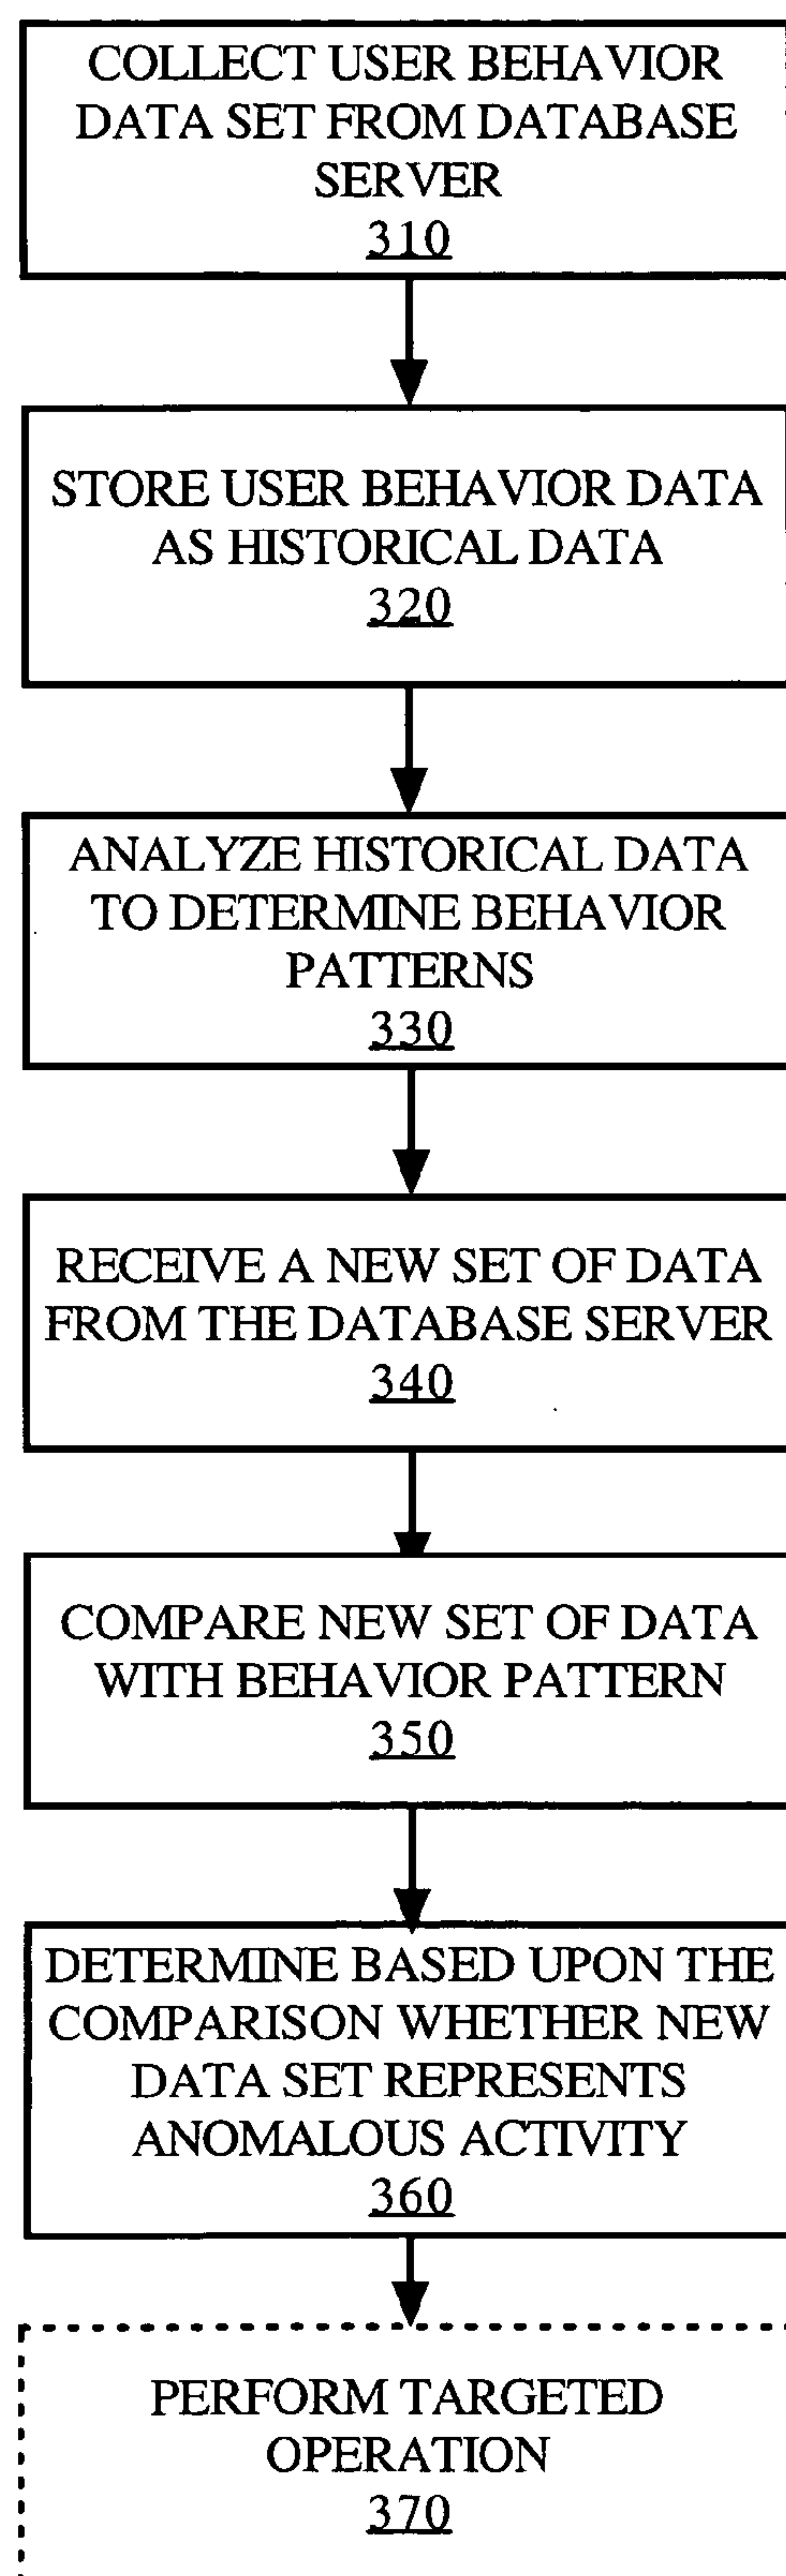 COLLECT USER BEHAVIOR
DATA SET FROM DATABASE
SERVER
310
STORE USER BEHAVIOR DATA
AS HISTORICAL DATA
320
ANALYZE HISTORICAL DATA
TO DETERMINE BEHAVIOR
PATTERNS
330
RECEIVE A NEW SET OF DATA
FROM THE DATABASE SERVER
340
COMPARE NEW SET OF DATA
WITH BEHAVIOR PATTERN
350
DETERMINE BASED UPON THE
COMPARISON WHETHER NEW
DATA SET REPRESENTS
ANOMALOUS ACTIVITY
360
PERFORM TARGETED
OPERATION
370